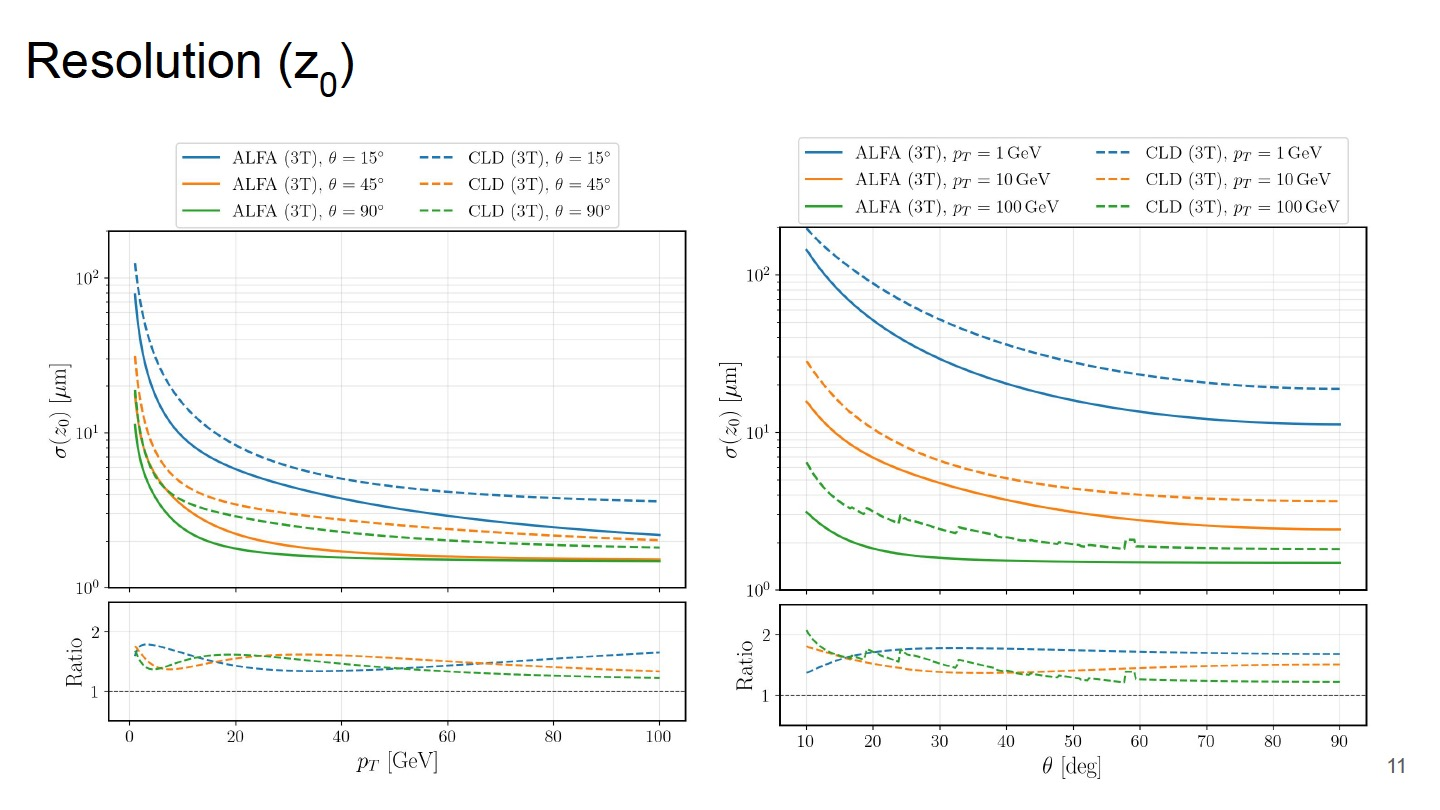 Resolution (z0)
ALFA (3T), θ = 15° CLD (3T), θ = 15°
ALFA (3T), θ = 45° CLD (3T), θ = 45°
ALFA (3T), θ = 90° CLD (3T), θ = 90°
10²
10¹
10⁰
σ(z₀) [μm]
2
1
Ratio
0 20 40 60 80 100
pT [GeV]
ALFA (3T), pT = 1 GeV CLD (3T), pT = 1 GeV
ALFA (3T), pT = 10 GeV CLD (3T), pT = 10 GeV
ALFA (3T), pT = 100 GeV CLD (3T), pT = 100 GeV
10²
10¹
10⁰
σ(z₀) [μm]
2
1
Ratio
10 20 30 40 50 60 70 80 90
θ [deg]
11